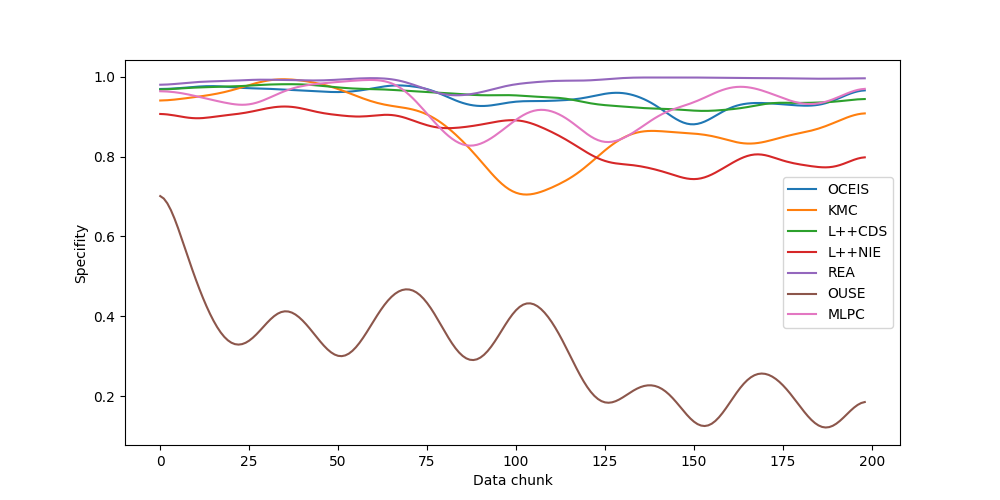 1.0
0.8
0.6
0.4
0.2
Specifity
0 25 50 75 100 125 150 175 200
Data chunk
OCEIS
KMC
L++CDS
L++NIE
REA
OUSE
MLPC